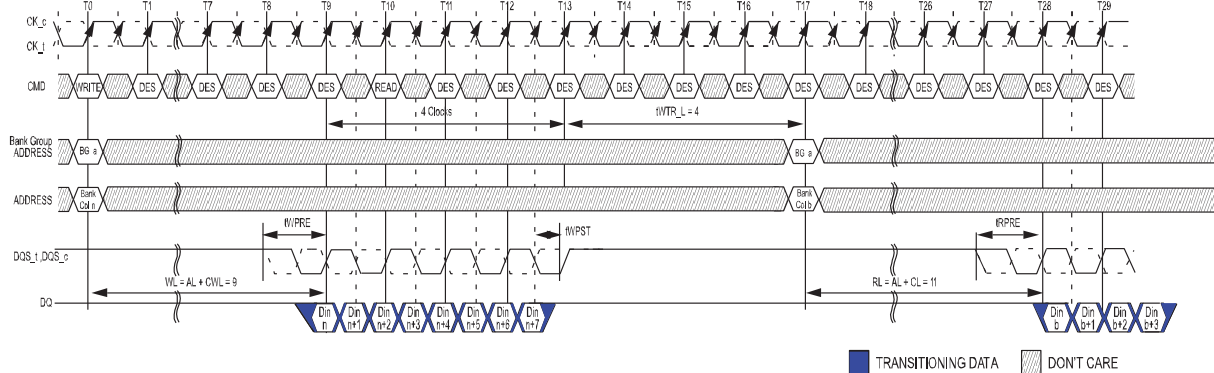 T0 T1 T7 T8 T9 T10 T11 T12 T13 T14 T15 T16 T17 T18 T26 T27 T28 T29
CK_c
CK_t
CMD WRITE DES DES DES DES READ DES DES DES DES DES DES DES DES DES DES DES DES
4 Clocks tWTR_L = 4
Bank Group
ADDRESS BG a BG a
ADDRESS Bank Col n Bank Col b
tWPRE tWPST tRPRE
DQS_t,DQS_c
WL = AL + CWL = 9 RL = AL + CL = 11
DQ Din n Din n+1 Din n+2 Din n+3 Din n+4 Din n+5 Din n+6 Din n+7 Din b Din b+1 Din b+2 Din b+3
TRANSITIONING DATA DON'T CARE